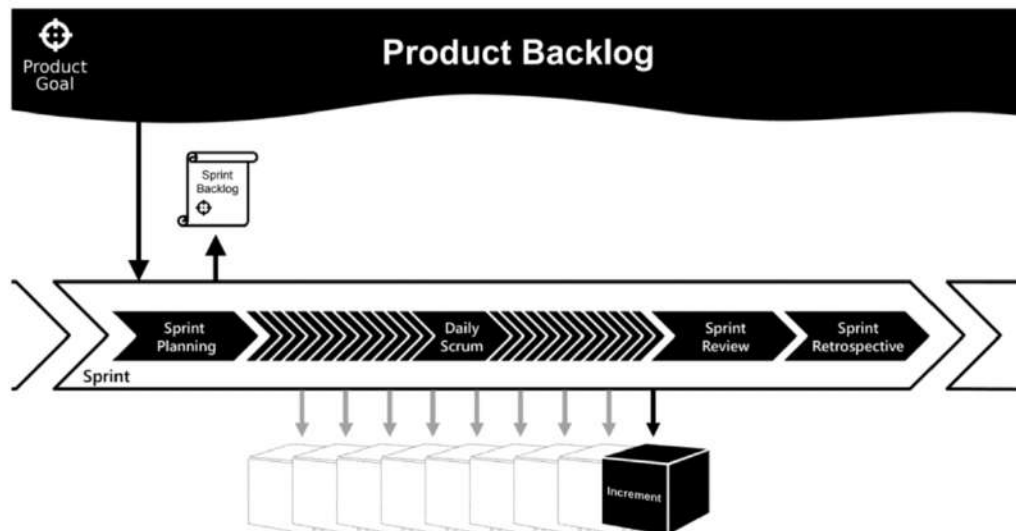 Product Backlog
Product
Goal
Sprint
Backlog
Sprint
Planning
Daily
Scrum
Sprint
Review
Sprint
Retrospective
Sprint
Increment